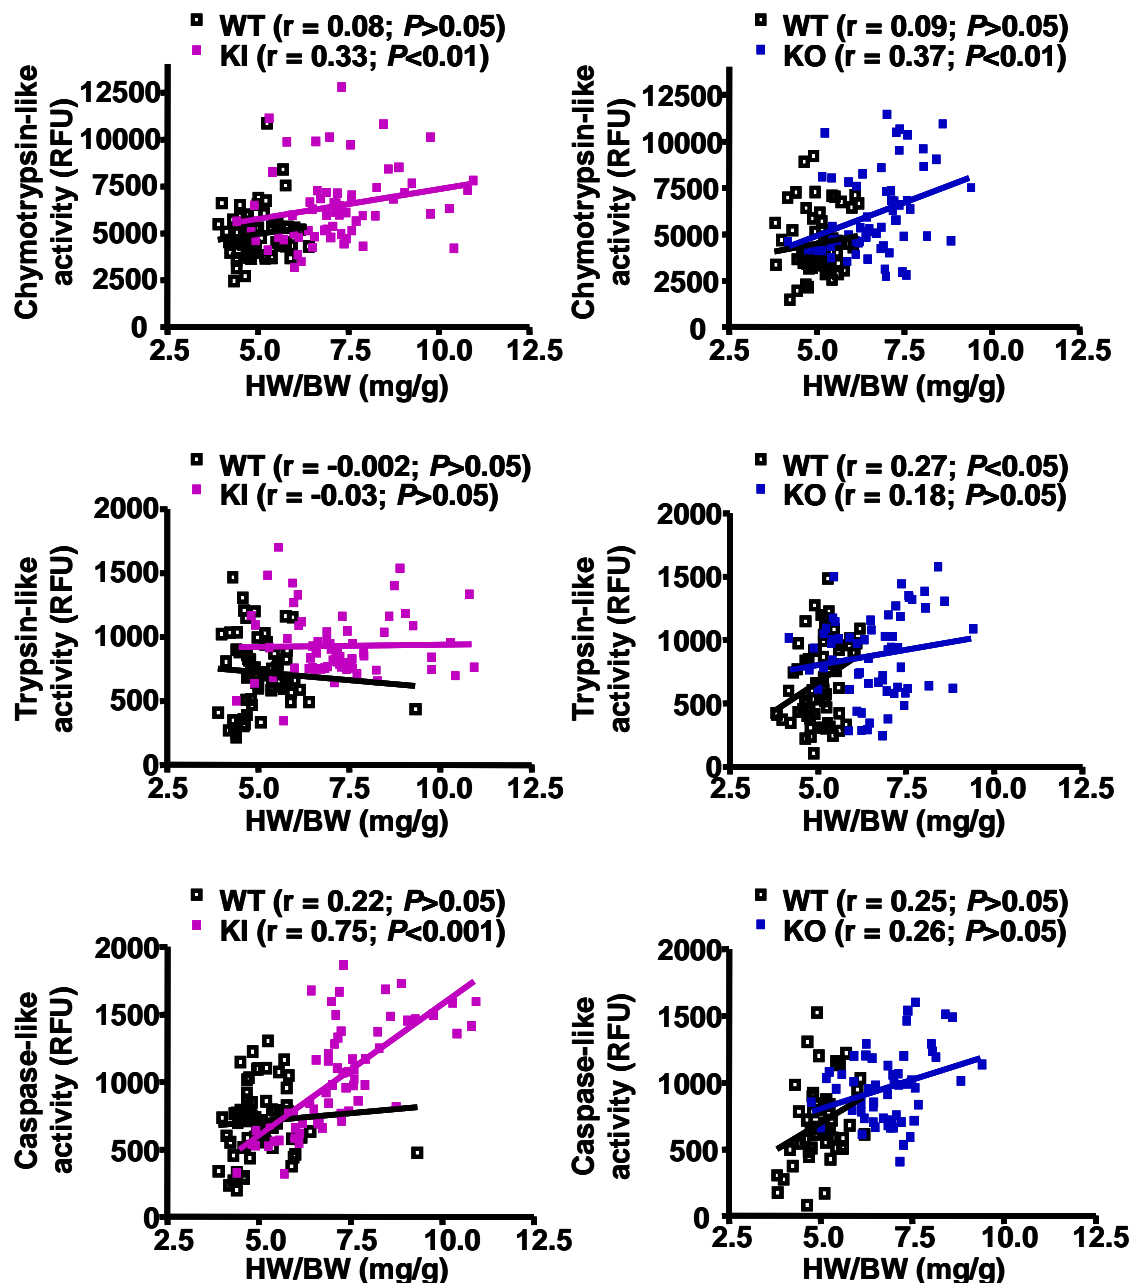 WT (r = 0.08; P>0.05)
KI (r = 0.33; P<0.01)
Chymotrypsin-like
activity (RFU)
12500
10000
7500
5000
2500
0
2.5 5.0 7.5 10.0 12.5
HW/BW (mg/g)
WT (r = 0.09; P>0.05)
KO (r = 0.37; P<0.01)
Chymotrypsin-like
activity (RFU)
12500
10000
7500
5000
2500
0
2.5 5.0 7.5 10.0 12.5
HW/BW (mg/g)
WT (r = -0.002; P>0.05)
KI (r = -0.03; P>0.05)
Trypsin-like
activity (RFU)
2000
1500
1000
500
0
2.5 5.0 7.5 10.0 12.5
HW/BW (mg/g)
WT (r = 0.27; P<0.05)
KO (r = 0.18; P>0.05)
Trypsin-like
activity (RFU)
2000
1500
1000
500
0
2.5 5.0 7.5 10.0 12.5
HW/BW (mg/g)
WT (r = 0.22; P>0.05)
KI (r = 0.75; P<0.001)
Caspase-like
activity (RFU)
2000
1500
1000
500
0
2.5 5.0 7.5 10.0 12.5
HW/BW (mg/g)
WT (r = 0.25; P>0.05)
KO (r = 0.26; P>0.05)
Caspase-like
activity (RFU)
2000
1500
1000
500
0
2.5 5.0 7.5 10.0 12.5
HW/BW (mg/g)